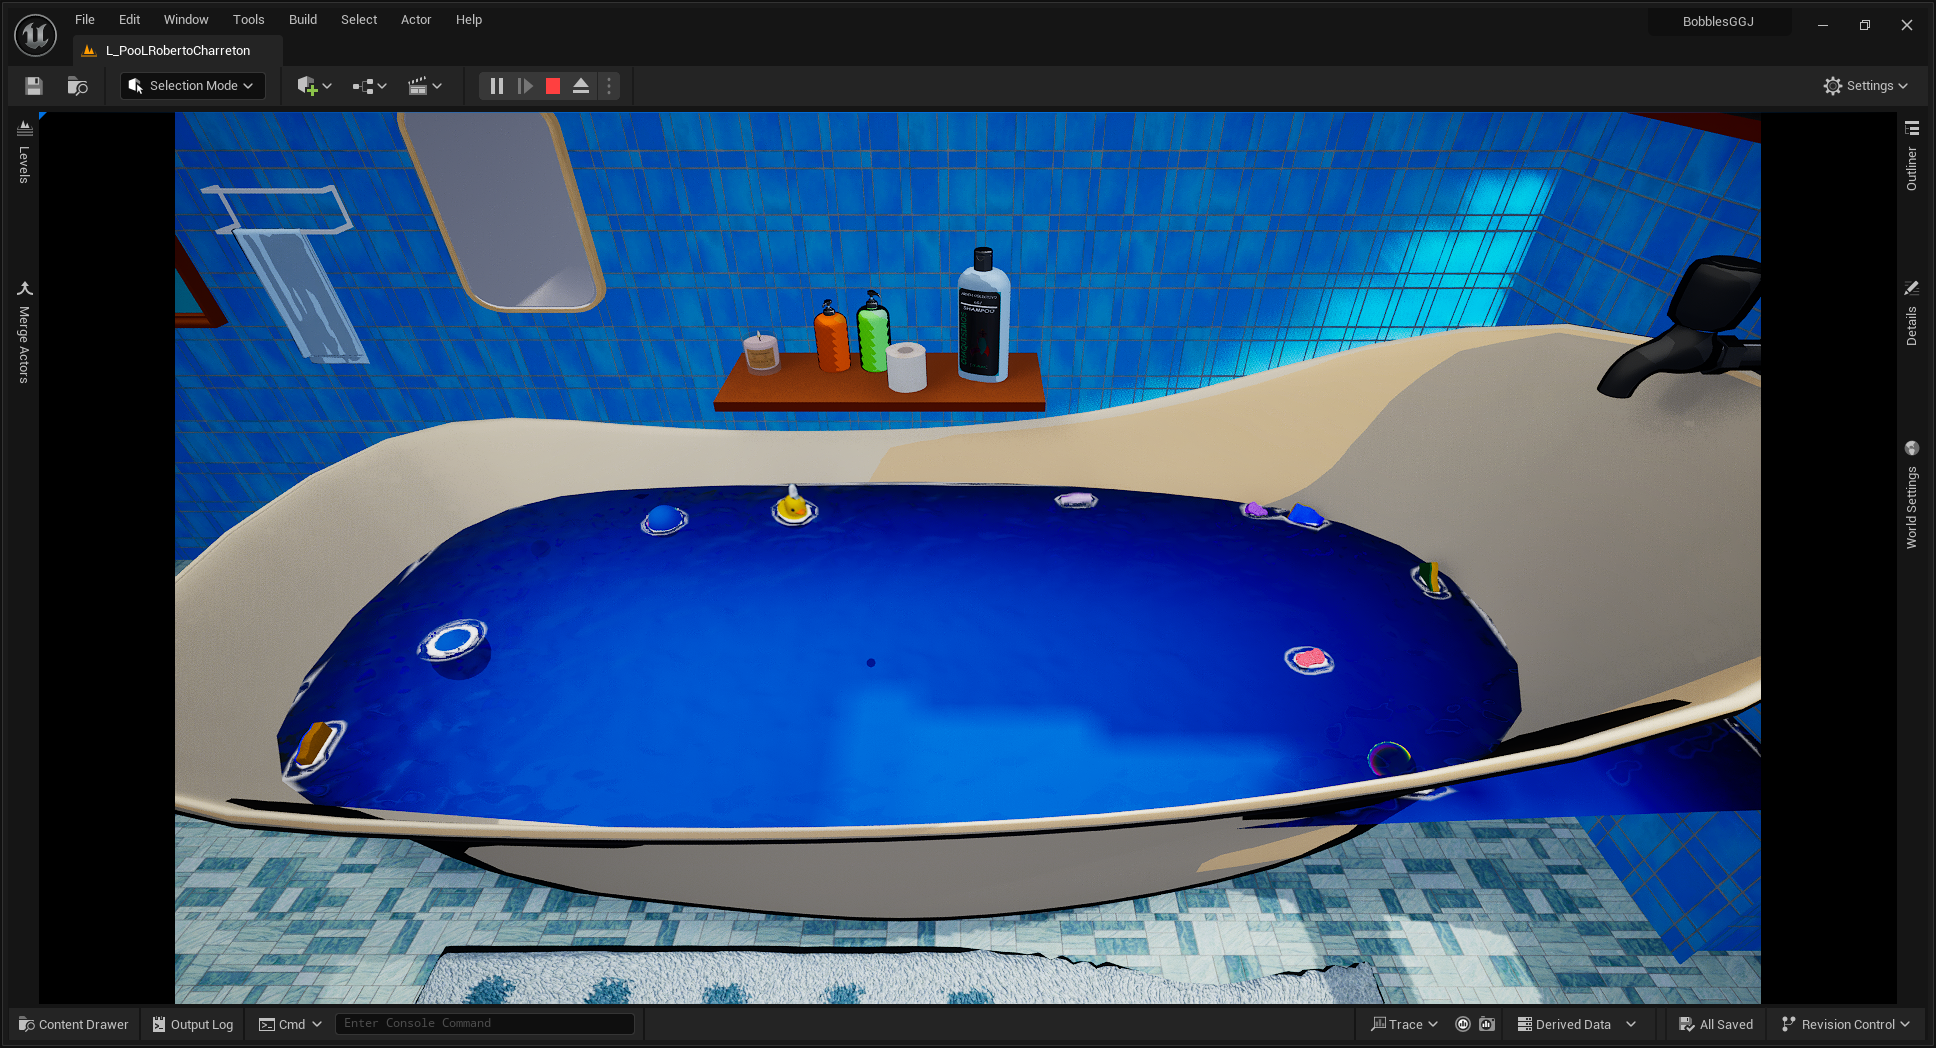 File Edit Window Tools Build Select Actor Help
BobblesGGJ
L_PooLRobertoCharreton
Selection Mode
Settings
Levels
Merge Actors
Outliner
Details
World Settings
SHAMPOO
Content Drawer
Output Log
Cmd
Enter Console Command
Trace
Derived Data
All Saved
Revision Control